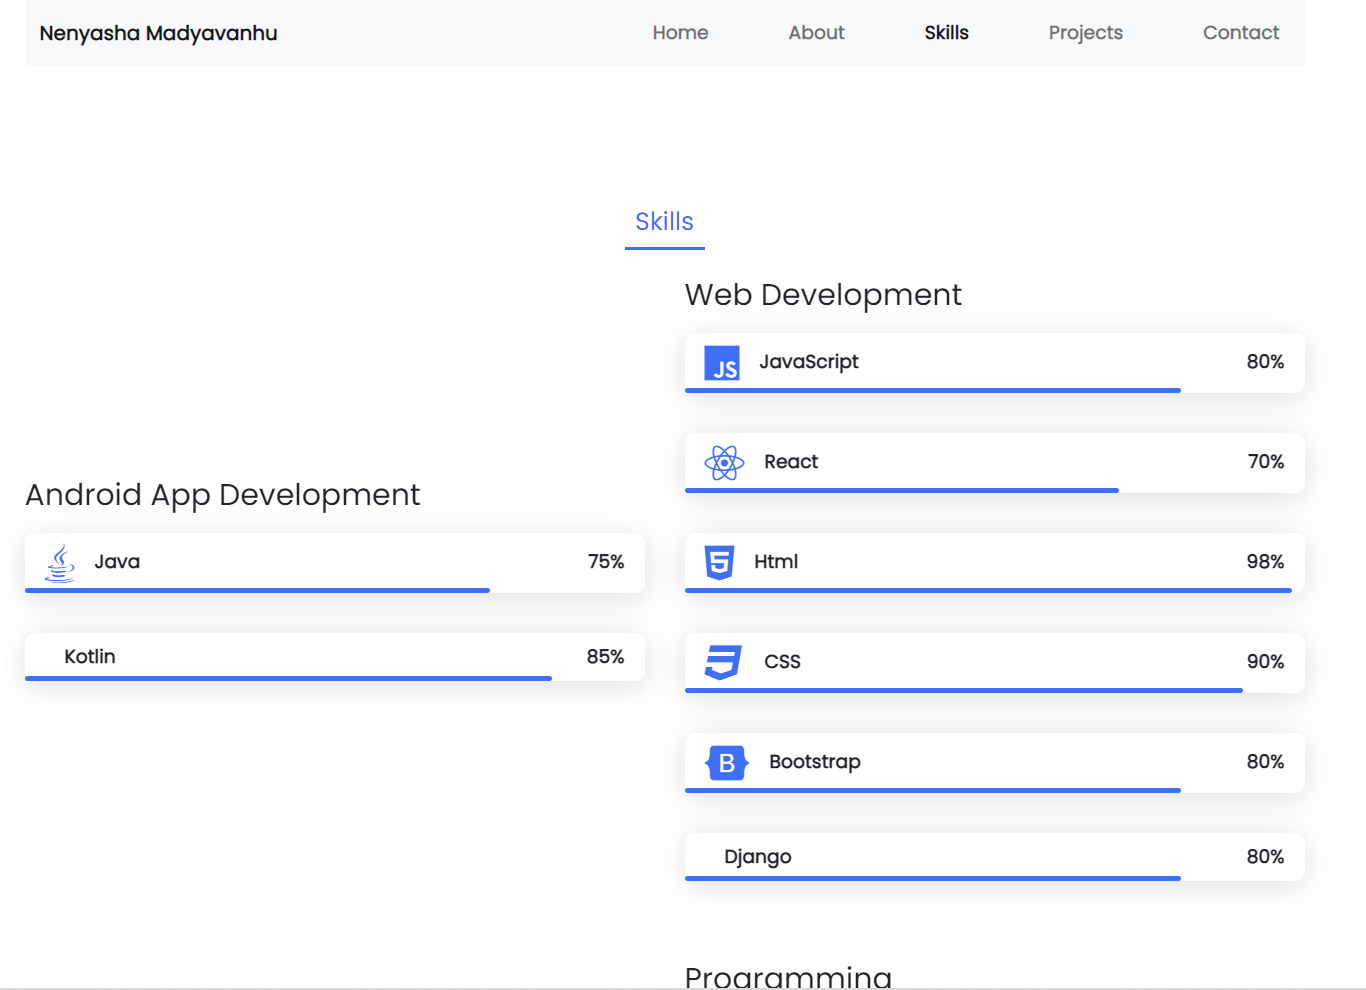 Nenyasha Madyavanhu
Home
About
Skills
Projects
Contact
Skills
Web Development
JS
JavaScript
80%
React
70%
5
Html
98%
CSS
90%
B
Bootstrap
80%
Django
80%
Android App Development
Java
75%
Kotlin
85%
Programming